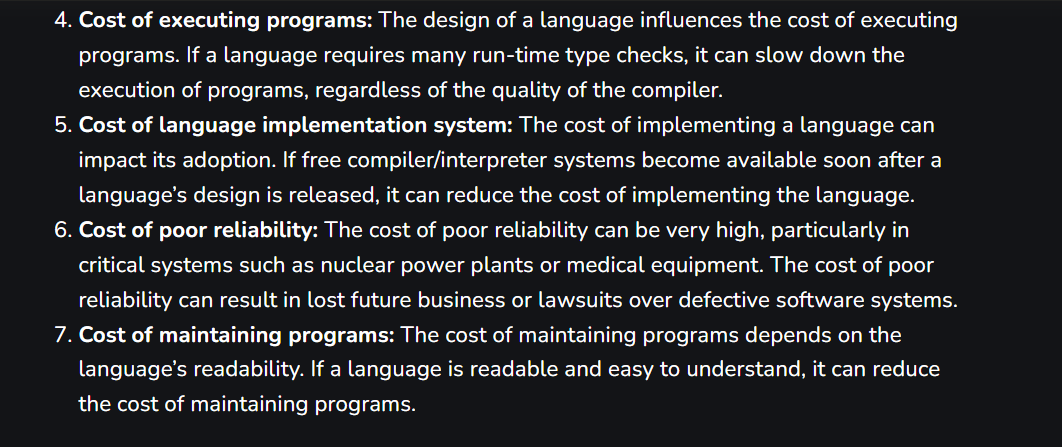 4. Cost of executing programs: The design of a language influences the cost of executing
programs. If a language requires many run-time type checks, it can slow down the
execution of programs, regardless of the quality of the compiler.
5. Cost of language implementation system: The cost of implementing a language can
impact its adoption. If free compiler/interpreter systems become available soon after a
language’s design is released, it can reduce the cost of implementing the language.
6. Cost of poor reliability: The cost of poor reliability can be very high, particularly in
critical systems such as nuclear power plants or medical equipment. The cost of poor
reliability can result in lost future business or lawsuits over defective software systems.
7. Cost of maintaining programs: The cost of maintaining programs depends on the
language’s readability. If a language is readable and easy to understand, it can reduce
the cost of maintaining programs.